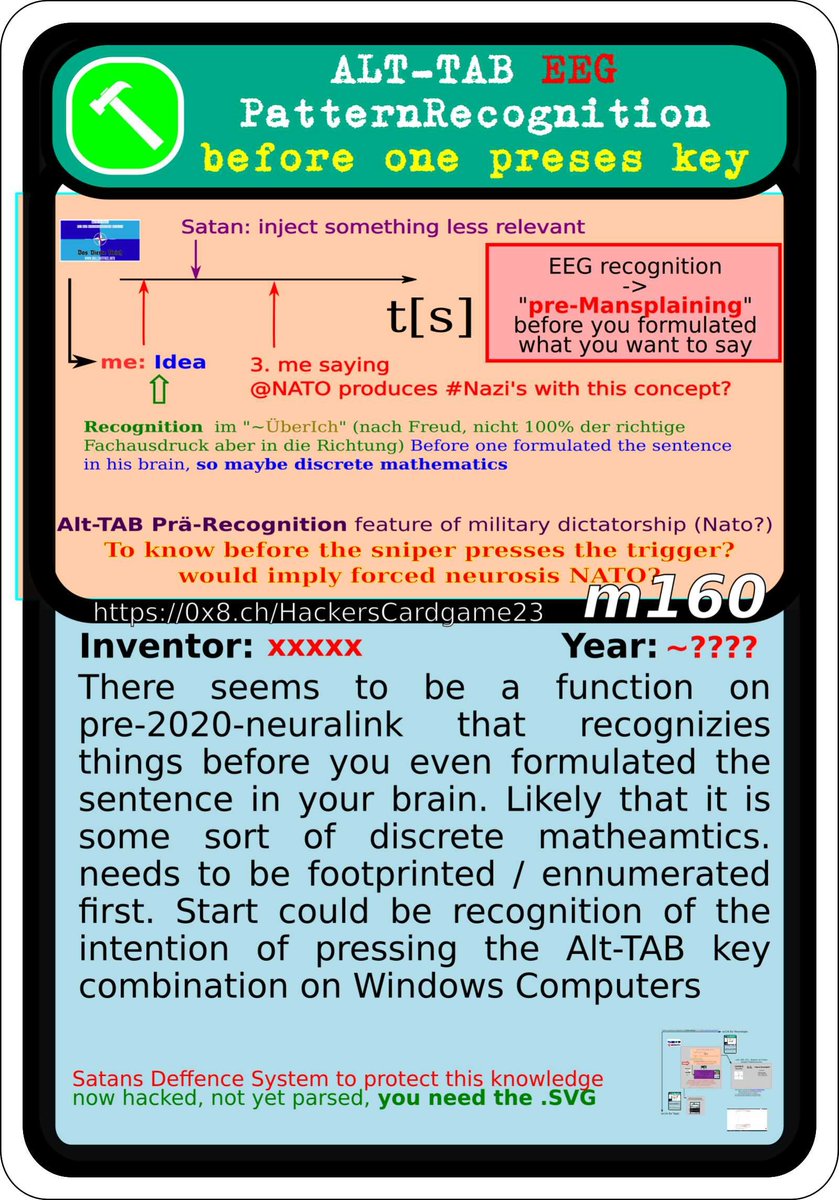 ALT-TAB EEG
PatternRecognition
before one preses key
Satan: inject something less relevant
EEG recognition
->
"pre-Mansplaining"
before you formulated
what you want to say
t[s]
me: Idea
3. me saying
@NATO produces #Nazi's with this concept?
Recognition im "~ÜberIch" (nach Freud, nicht 100% der richtige
Fachausdruck aber in die Richtung) Before one formulated the sentence
in his brain, so maybe discrete mathematics
Alt-TAB Prä-Recognition feature of military dictatorship (Nato?)
To know before the sniper presses the trigger?
would imply forced neurosis NATO?
m160
https://0x8.ch/HackersCardgame23
Inventor: xxxxx Year: ~????
There seems to be a function on
pre-2020-neuralink that recognizies
things before you even formulated the
sentence in your brain. Likely that it is
some sort of discrete matheamtics.
needs to be footprinted / ennumerated
first. Start could be recognition of the
intention of pressing the Alt-TAB key
combination on Windows Computers
Satans Deffence System to protect this knowledge
now hacked, not yet parsed, you need the .SVG